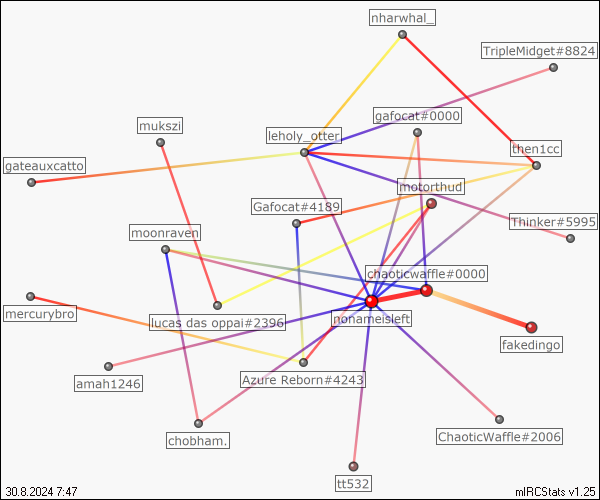 nharwhal_
TripleMidget#8824
gafocat#0000
mukszi
leholy_otter
then1cc
gateauxcatto
motorthud
Gafocat#4189
Thinker#5995
moonraven
chaoticwaffle#0000
mercurybro
lucas das oppai#2396
nonameisleft
fakedingo
amah1246
Azure Reborn#4243
chobham.
ChaoticWaffle#2006
tt532
30.8.2024 7:47
mIRCStats v1.25